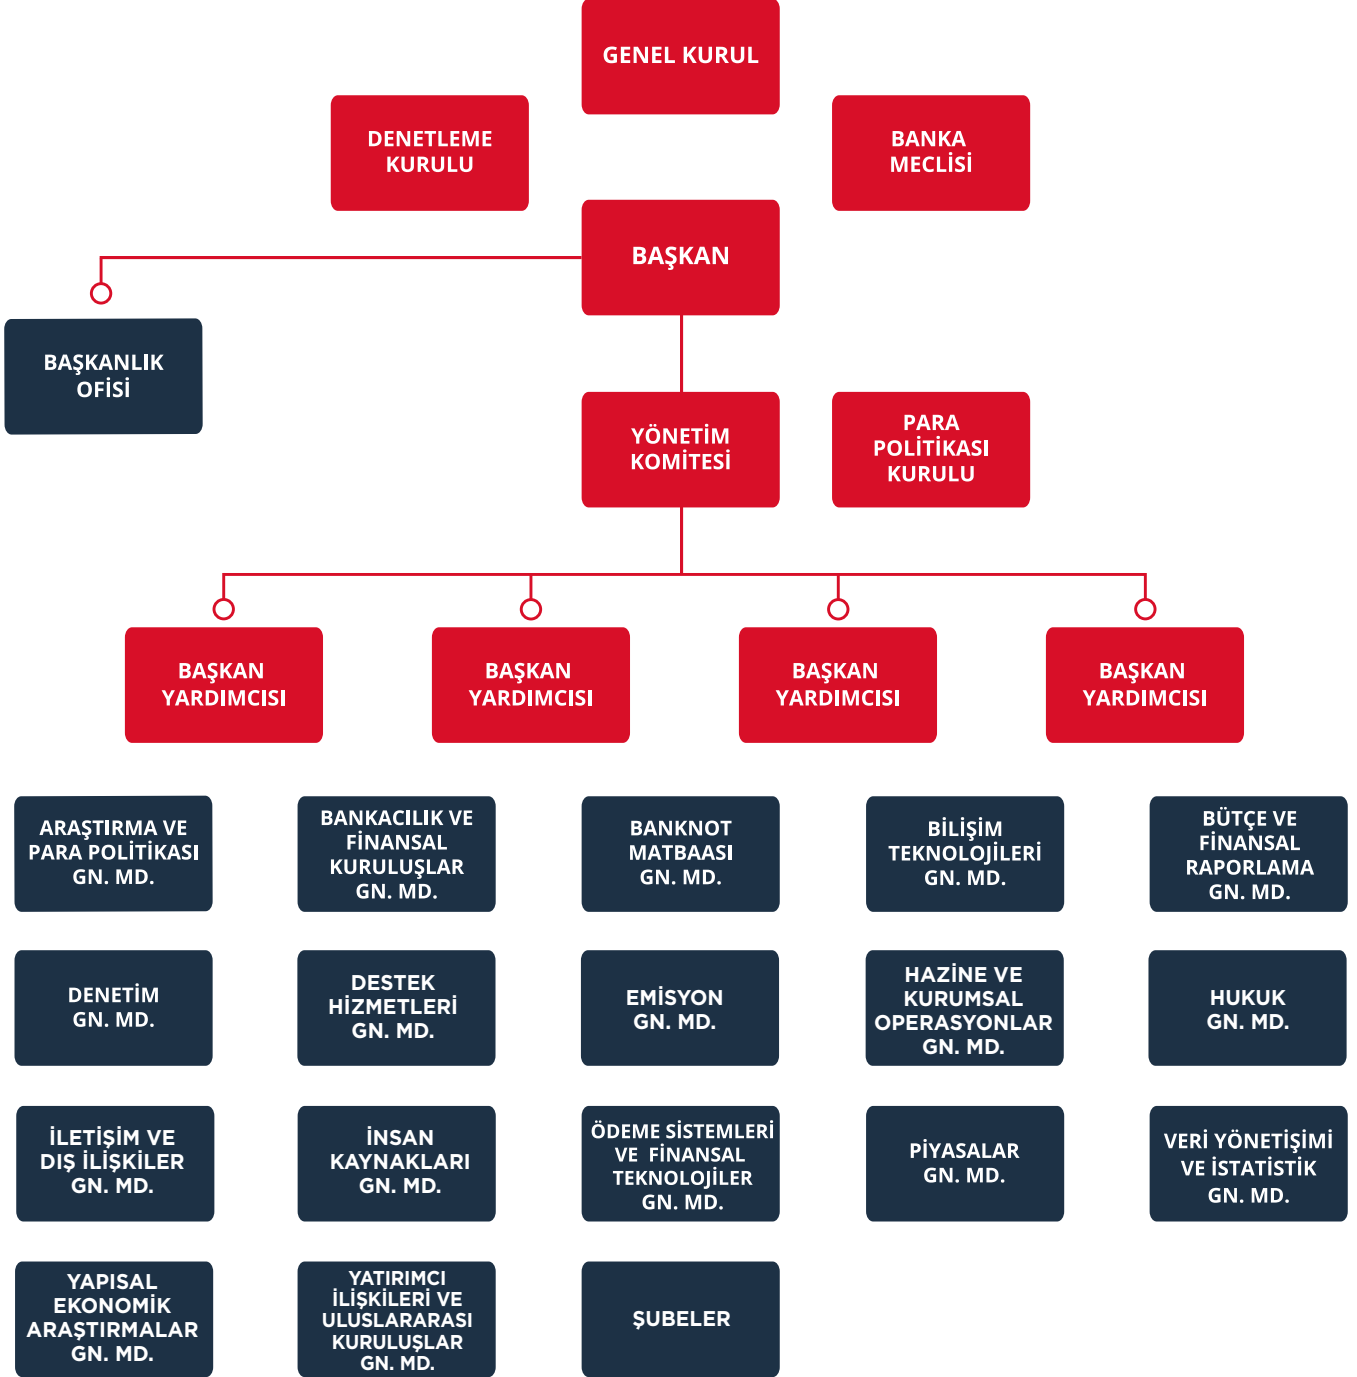 GENEL KURUL
DENETLEME
KURULU
BANKA
MECLİSİ
BAŞKAN
BAŞKANLIK
OFİSİ
YÖNETİM
KOMİTESİ
PARA
POLİTİKASI
KURULU
BAŞKAN
YARDIMCISI
BAŞKAN
YARDIMCISI
BAŞKAN
YARDIMCISI
BAŞKAN
YARDIMCISI
ARAŞTIRMA VE
PARA POLİTİKASI
GN. MD.
BANKACILIK VE
FİNANSAL
KURULUŞLAR
GN. MD.
BANKNOT
MATBAASI
GN. MD.
BİLİŞİM
TEKNOLOJİLERİ
GN. MD.
BÜTÇE VE
FİNANSAL
RAPORLAMA
GN. MD.
DENETİM
GN. MD.
DESTEK
HİZMETLERİ
GN. MD.
EMİSYON
GN. MD.
HAZİNE VE
KURUMSAL
OPERASYONLAR
GN. MD.
HUKUK
GN. MD.
İLETİŞİM VE
DIŞ İLİŞKİLER
GN. MD.
İNSAN
KAYNAKLARI
GN. MD.
ÖDEME SİSTEMLERİ
VE FİNANSAL
TEKNOLOJİLER
GN. MD.
PİYASALAR
GN. MD.
VERİ YÖNETİŞİMİ
VE İSTATİSTİK
GN. MD.
YAPISAL
EKONOMİK
ARAŞTIRMALAR
GN. MD.
YATIRIMCI
İLİŞKİLERİ VE
ULUSLARARASI
KURULUŞLAR
GN. MD.
ŞUBELER